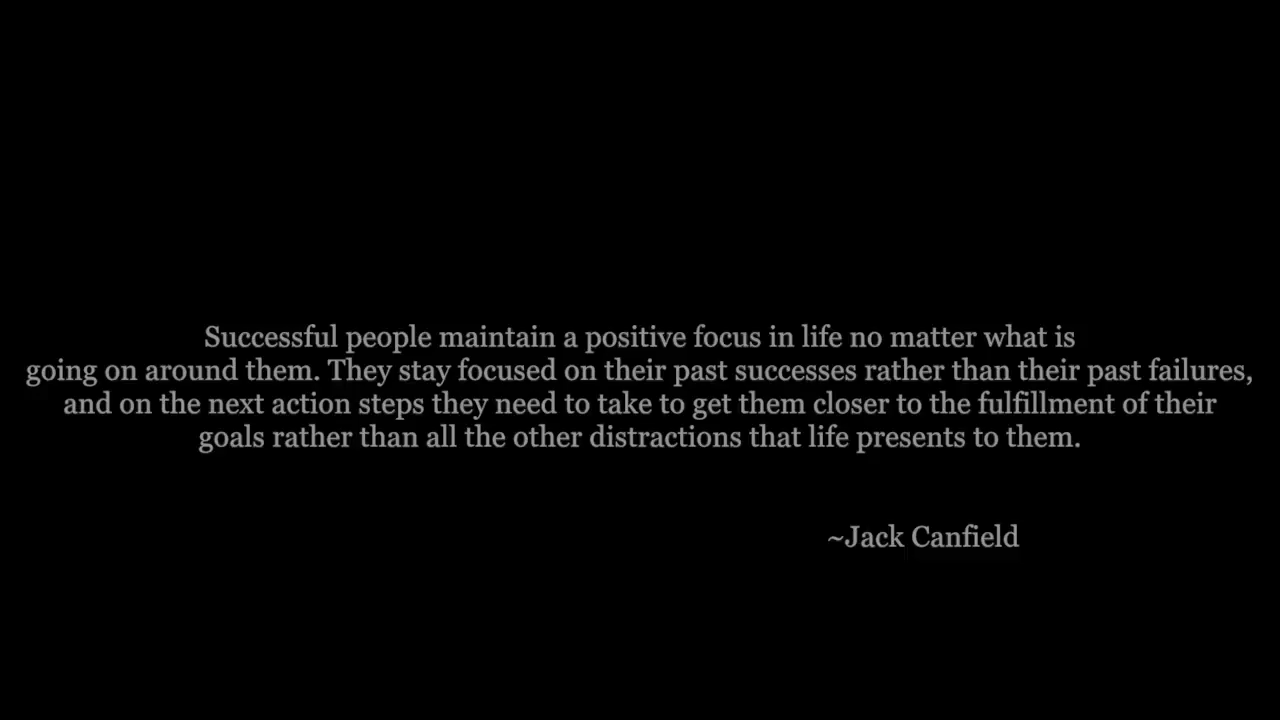 Successful people maintain a positive focus in life no matter what is
going on around them. They stay focused on their past successes rather than their past failures,
and on the next action steps they need to take to get them closer to the fulfillment of their
goals rather than all the other distractions that life presents to them.
~Jack Canfield